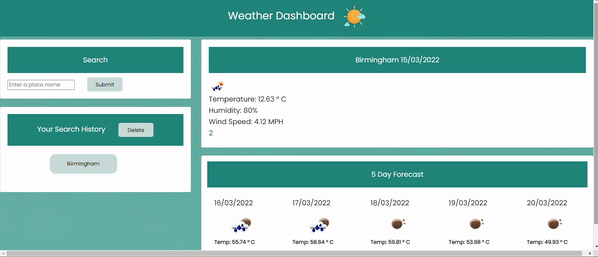 Weather Dashboard
Search
Enter a place name
Submit
Your Search History
Delete
Birmingham
Birmingham 15/03/2022
Temperature: 12.63 º C
Humidity: 80%
Wind Speed: 4.12 MPH
2
5 Day Forecast
16/03/2022 17/03/2022 18/03/2022 19/03/2022 20/03/2022
Temp: 55.74 º C Temp: 58.64 º C Temp: 59.81 º C Temp: 53.98 º C Temp: 49.93 º C